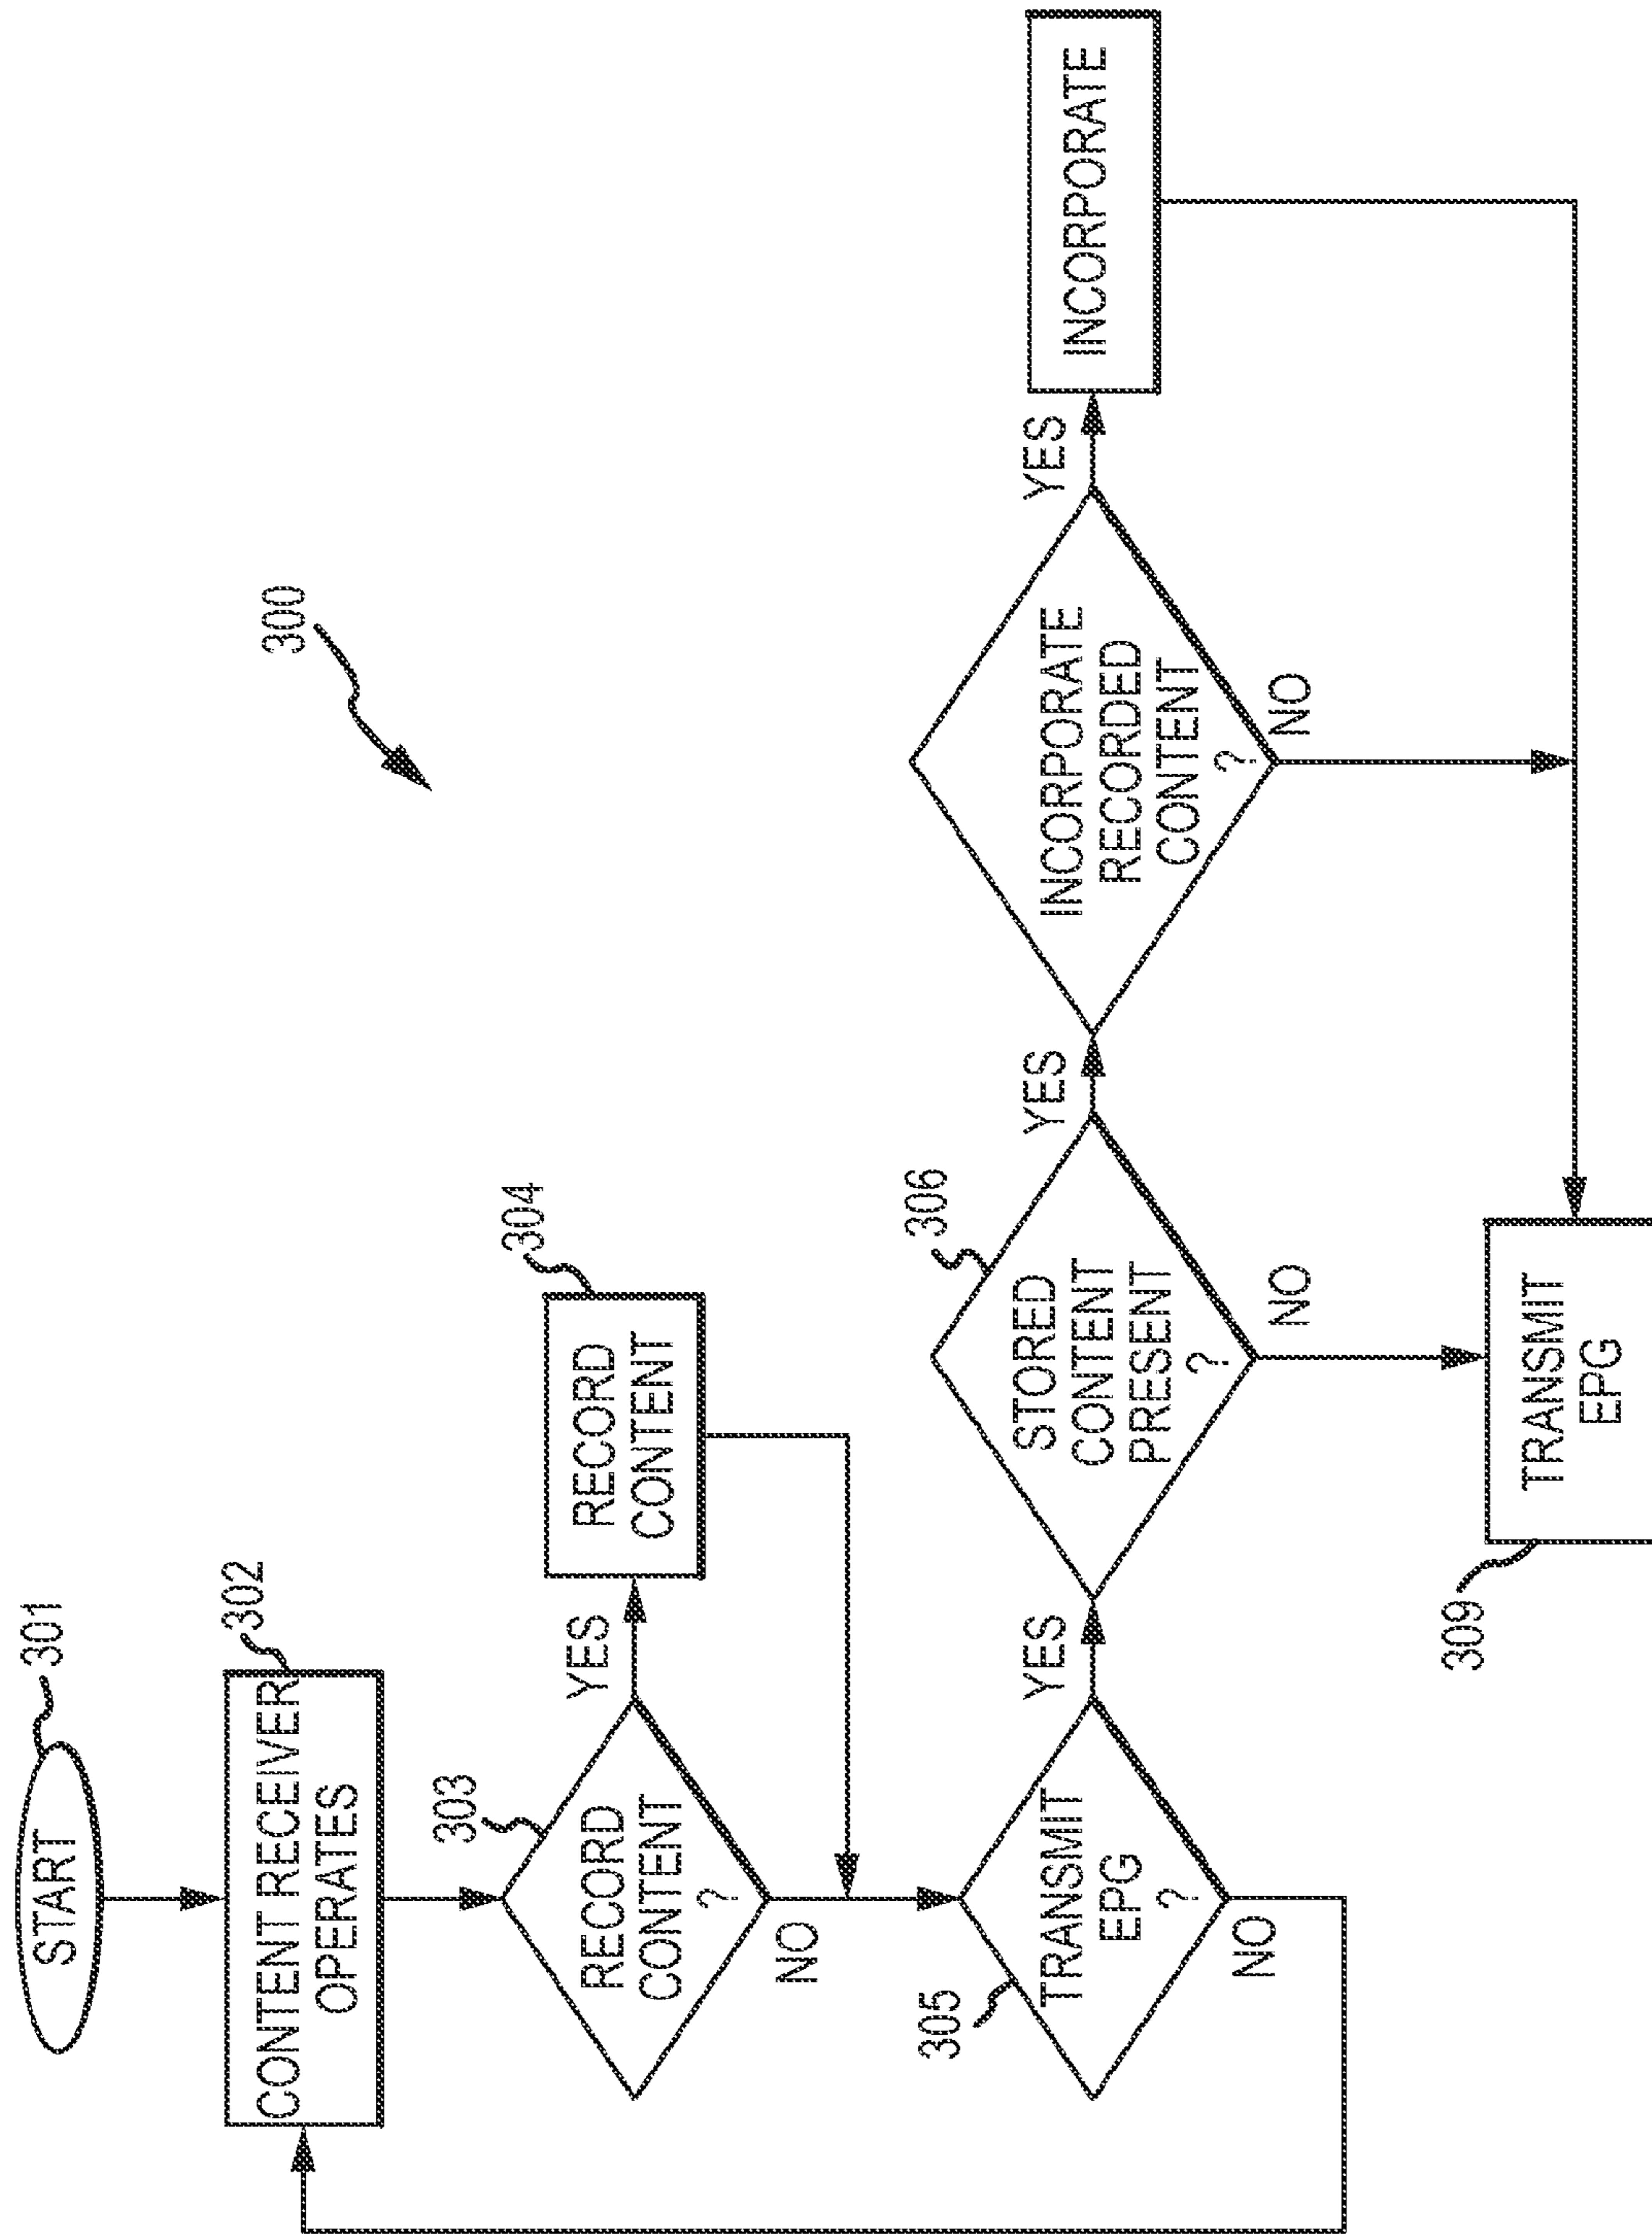 300
START
301
CONTENT RECEIVER
OPERATES
302
303
RECORD
CONTENT
?
YES
NO
304
RECORD
CONTENT
305
TRANSMIT
EPG
?
YES
NO
306
STORED
CONTENT
PRESENT
?
YES
NO
INCORPORATE
RECORDED
CONTENT
?
YES
NO
INCORPORATE
309
TRANSMIT
EPG